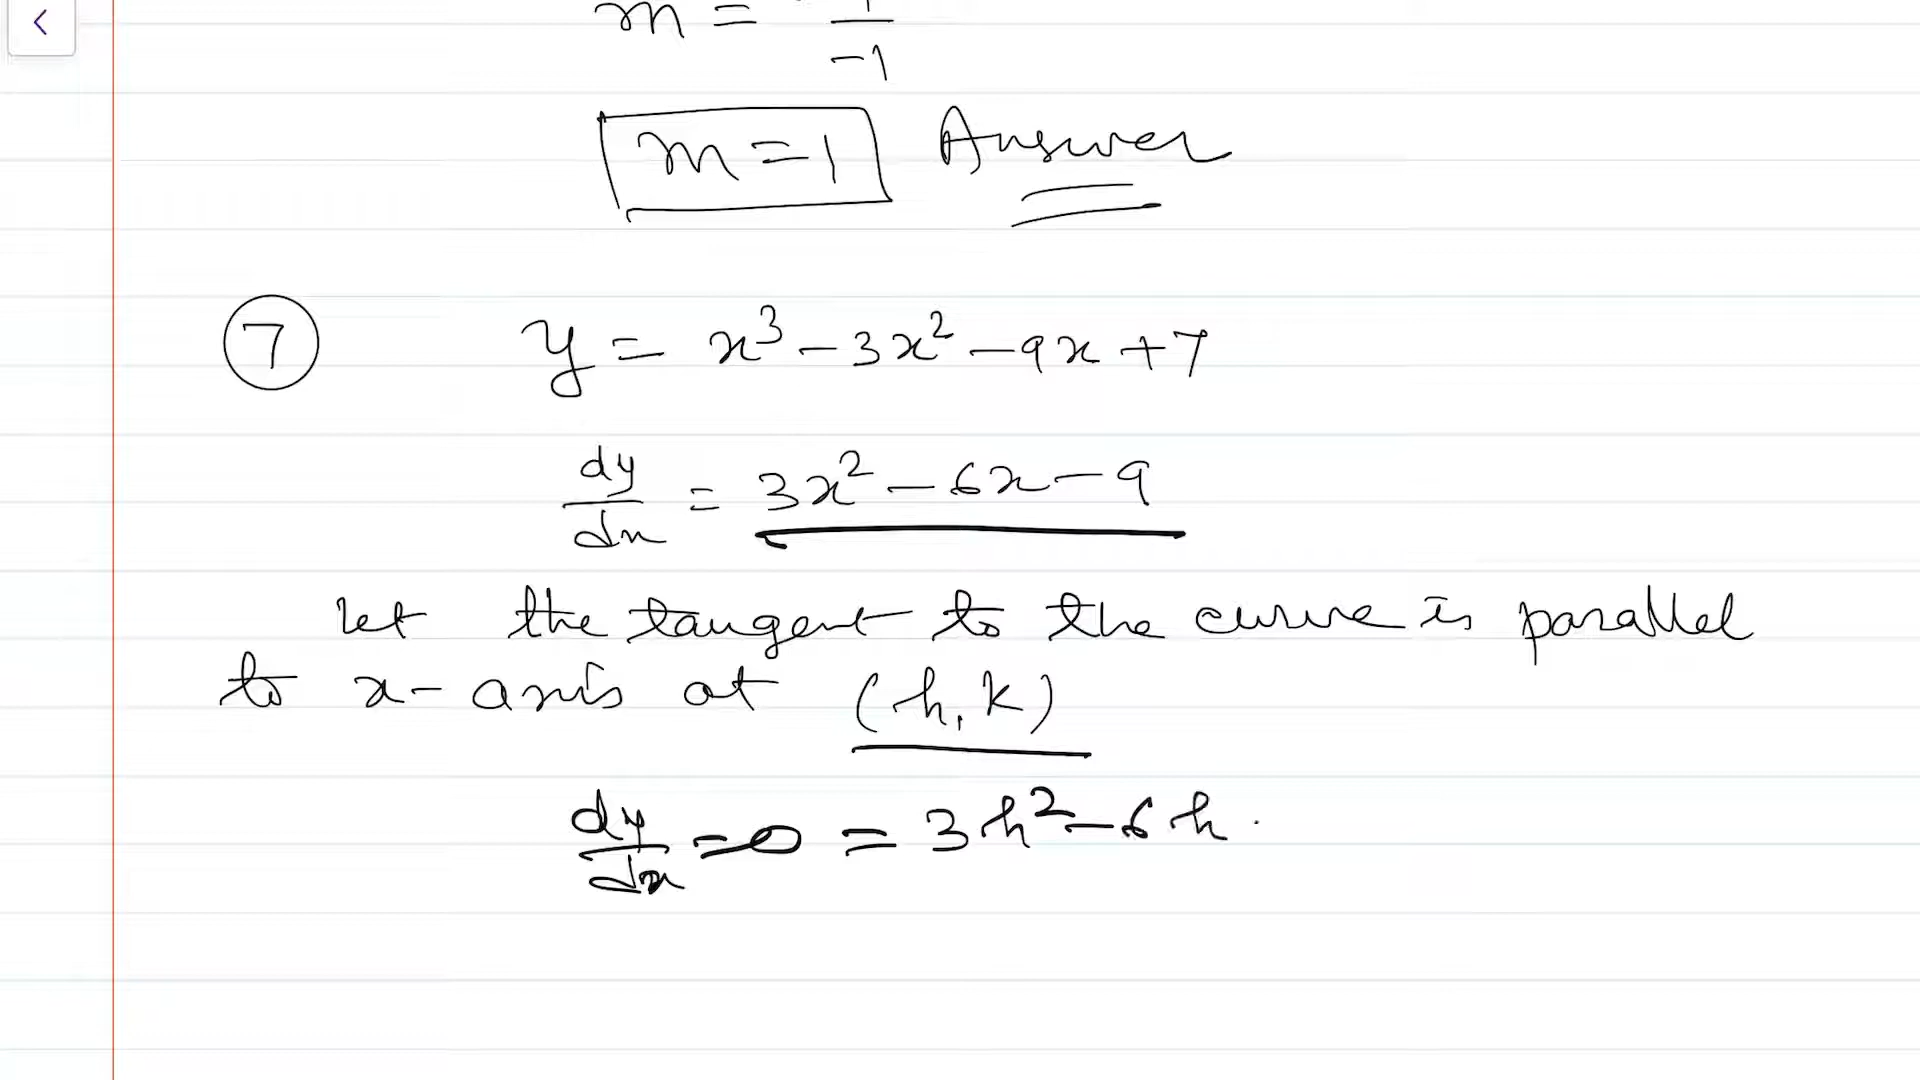 m = 1/-1
m = 1 Answer
7 y = x³ - 3x² - 9x + 7
dy/dx = 3x² - 6x - 9
Let the tangent to the curve is parallel
to x-axis at (h, k)
dy/dx = 0 = 3h² - 6h